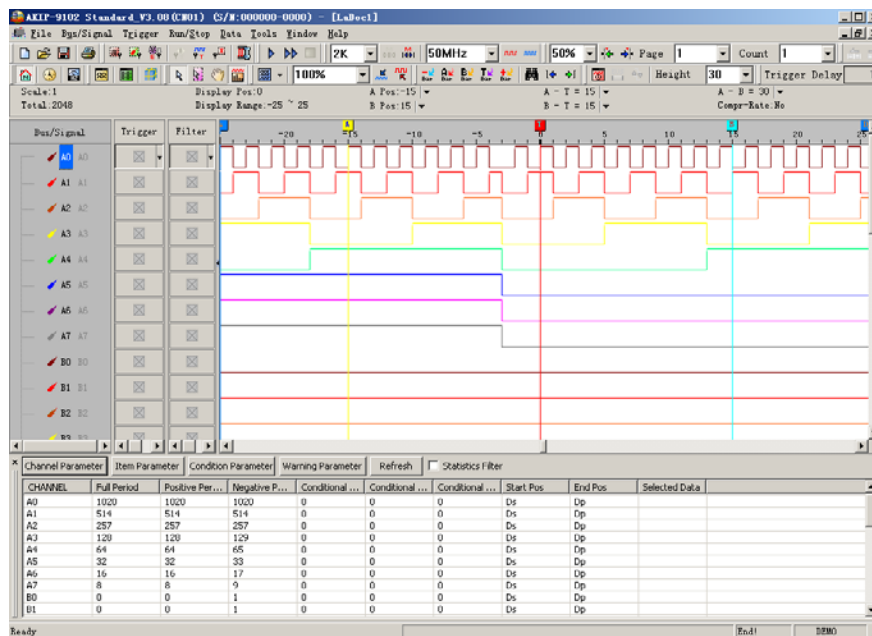 AKIP-9102 Standard_V3.08(CN01) (S/N:000000-0000) - [LaDoc1]
File Bus/Signal Trigger Run/Stop Data Tools Window Help
2K 50MHz 50% Page 1 Count 1
100% Bar Bar Bar Bar Bar Height 30 Trigger Delay
Scale:1 Display Pos:0 A Pos:-15 A - T = 15 A - B = 30
Total:2048 Display Range:-25 ~ 25 B Pos:15 B - T = 15 Compr-Rate:No
Bus/Signal Trigger Filter -20 -15 -10 -5 5 10 15 20 25
A T B
A0 A0
A1 A1
A2 A2
A3 A3
A4 A4
A5 A5
A6 A6
A7 A7
B0 B0
B1 B1
B2 B2
B3 B3
Channel Parameter Item Parameter Condition Parameter Warning Parameter Refresh Statistics Filter
CHANNEL Full Period Positive Per... Negative P... Conditional ... Conditional ... Conditional ... Start Pos End Pos Selected Data
A0 1020 1020 1020 0 0 0 Ds Dp
A1 514 514 514 0 0 0 Ds Dp
A2 257 257 257 0 0 0 Ds Dp
A3 128 128 129 0 0 0 Ds Dp
A4 64 64 65 0 0 0 Ds Dp
A5 32 32 33 0 0 0 Ds Dp
A6 16 16 17 0 0 0 Ds Dp
A7 8 8 9 0 0 0 Ds Dp
B0 0 0 1 0 0 0 Ds Dp
B1 0 0 1 0 0 0 Ds Dp
Ready End! DEMO